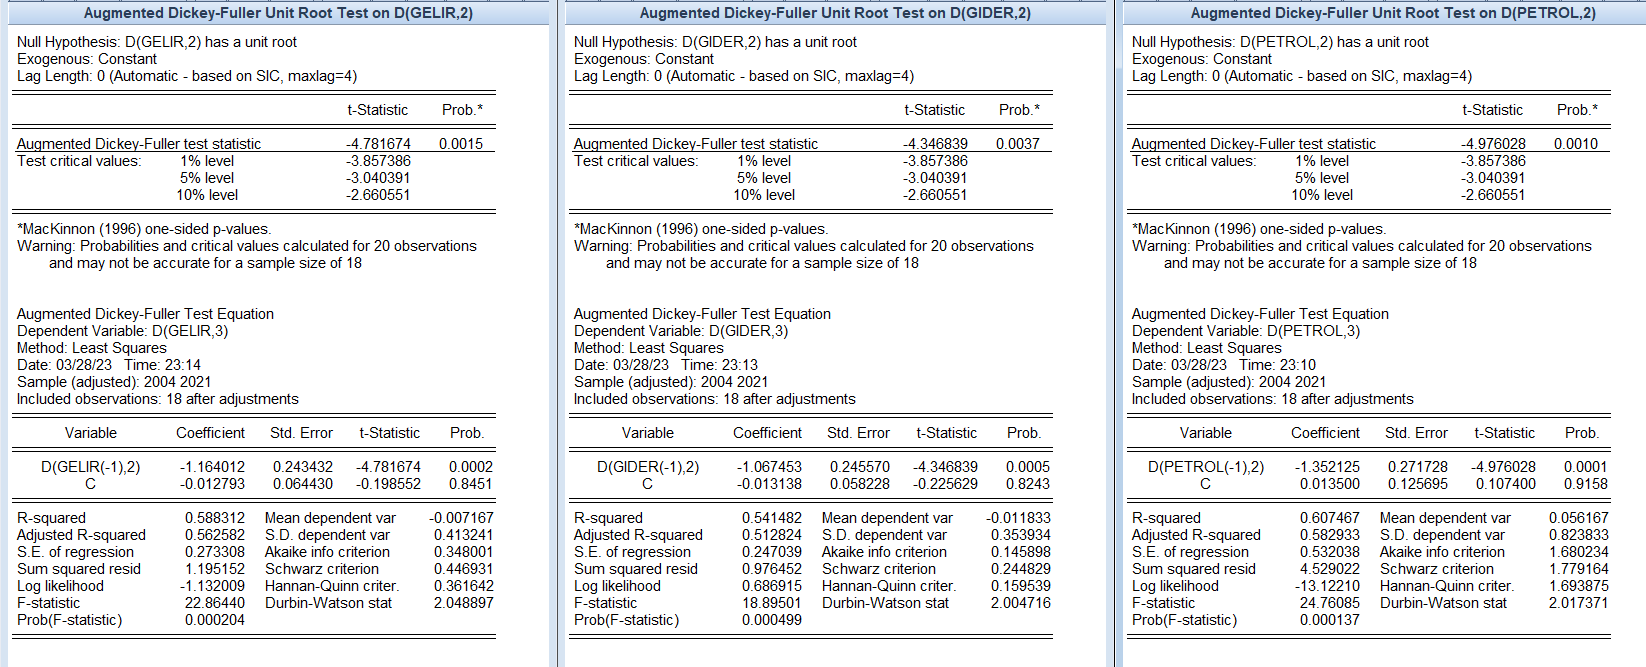 Augmented Dickey-Fuller Unit Root Test on D(GELIR,2)
Null Hypothesis: D(GELIR,2) has a unit root
Exogenous: Constant
Lag Length: 0 (Automatic - based on SIC, maxlag=4)
t-Statistic Prob.*
Augmented Dickey-Fuller test statistic -4.781674 0.0015
Test critical values: 1% level -3.857386
5% level -3.040391
10% level -2.660551
*MacKinnon (1996) one-sided p-values.
Warning: Probabilities and critical values calculated for 20 observations
and may not be accurate for a sample size of 18
Augmented Dickey-Fuller Test Equation
Dependent Variable: D(GELIR,3)
Method: Least Squares
Date: 03/28/23 Time: 23:14
Sample (adjusted): 2004 2021
Included observations: 18 after adjustments
Variable Coefficient Std. Error t-Statistic Prob.
D(GELIR(-1),2) -1.164012 0.243432 -4.781674 0.0002
C -0.012793 0.064430 -0.198552 0.8451
R-squared 0.588312 Mean dependent var -0.007167
Adjusted R-squared 0.562582 S.D. dependent var 0.413241
S.E. of regression 0.273308 Akaike info criterion 0.348001
Sum squared resid 1.195152 Schwarz criterion 0.446931
Log likelihood -1.132009 Hannan-Quinn criter. 0.361642
F-statistic 22.86440 Durbin-Watson stat 2.048897
Prob(F-statistic) 0.000204
Augmented Dickey-Fuller Unit Root Test on D(GIDER,2)
Null Hypothesis: D(GIDER,2) has a unit root
Exogenous: Constant
Lag Length: 0 (Automatic - based on SIC, maxlag=4)
t-Statistic Prob.*
Augmented Dickey-Fuller test statistic -4.346839 0.0037
Test critical values: 1% level -3.857386
5% level -3.040391
10% level -2.660551
*MacKinnon (1996) one-sided p-values.
Warning: Probabilities and critical values calculated for 20 observations
and may not be accurate for a sample size of 18
Augmented Dickey-Fuller Test Equation
Dependent Variable: D(GIDER,3)
Method: Least Squares
Date: 03/28/23 Time: 23:13
Sample (adjusted): 2004 2021
Included observations: 18 after adjustments
Variable Coefficient Std. Error t-Statistic Prob.
D(GIDER(-1),2) -1.067453 0.245570 -4.346839 0.0005
C -0.013138 0.058228 -0.225629 0.8243
R-squared 0.541482 Mean dependent var -0.011833
Adjusted R-squared 0.512824 S.D. dependent var 0.353934
S.E. of regression 0.247039 Akaike info criterion 0.145898
Sum squared resid 0.976452 Schwarz criterion 0.244829
Log likelihood 0.686915 Hannan-Quinn criter. 0.159539
F-statistic 18.89501 Durbin-Watson stat 2.004716
Prob(F-statistic) 0.000499
Augmented Dickey-Fuller Unit Root Test on D(PETROL,2)
Null Hypothesis: D(PETROL,2) has a unit root
Exogenous: Constant
Lag Length: 0 (Automatic - based on SIC, maxlag=4)
t-Statistic Prob.*
Augmented Dickey-Fuller test statistic -4.976028 0.0010
Test critical values: 1% level -3.857386
5% level -3.040391
10% level -2.660551
*MacKinnon (1996) one-sided p-values.
Warning: Probabilities and critical values calculated for 20 observations
and may not be accurate for a sample size of 18
Augmented Dickey-Fuller Test Equation
Dependent Variable: D(PETROL,3)
Method: Least Squares
Date: 03/28/23 Time: 23:10
Sample (adjusted): 2004 2021
Included observations: 18 after adjustments
Variable Coefficient Std. Error t-Statistic Prob.
D(PETROL(-1),2) -1.352125 0.271728 -4.976028 0.0001
C 0.013500 0.125695 0.107400 0.9158
R-squared 0.607467 Mean dependent var 0.056167
Adjusted R-squared 0.582933 S.D. dependent var 0.823833
S.E. of regression 0.532038 Akaike info criterion 1.680234
Sum squared resid 4.529022 Schwarz criterion 1.779164
Log likelihood -13.12210 Hannan-Quinn criter. 1.693875
F-statistic 24.76085 Durbin-Watson stat 2.017371
Prob(F-statistic) 0.000137